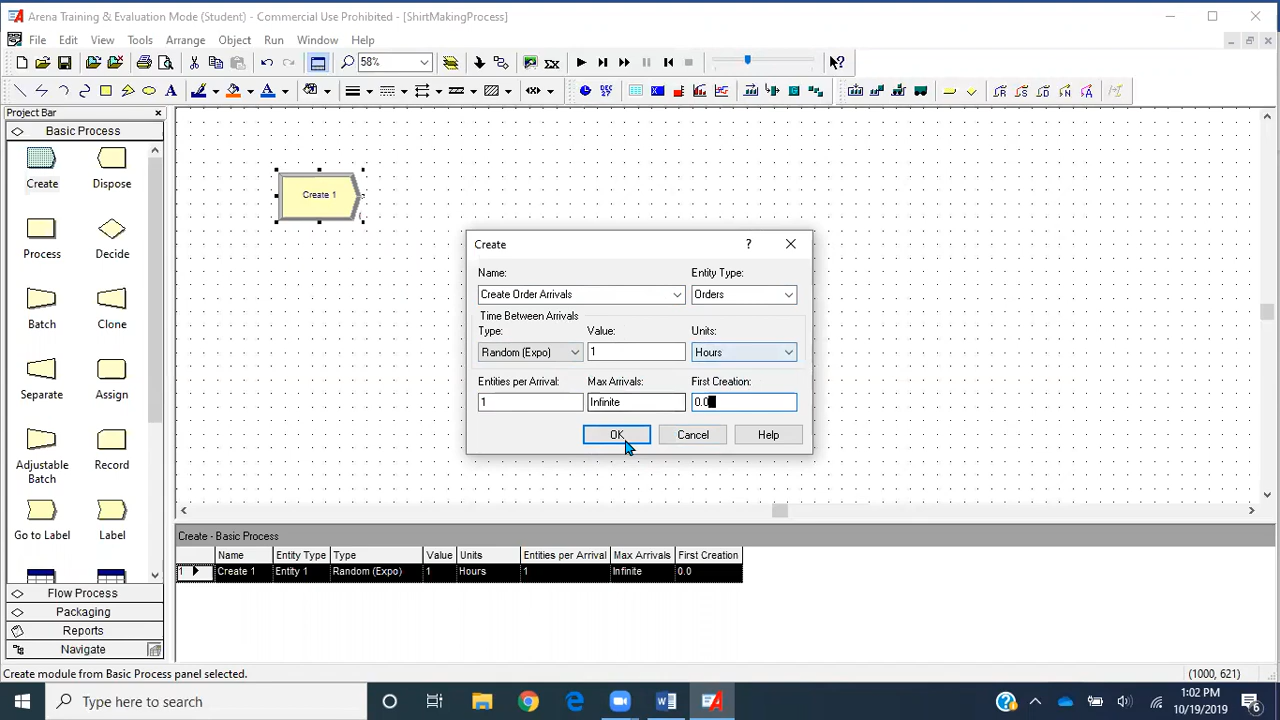 Arena Training & Evaluation Mode (Student) - Commercial Use Prohibited - [ShirtMakingProcess]
File Edit View Tools Arrange Object Run Window Help
58%
Project Bar
Basic Process
Create Dispose
Process Decide
Batch Clone
Separate Assign
Adjustable Batch Record
Go to Label Label
Flow Process
Packaging
Reports
Navigate
Create 1
Create
Name: Entity Type:
Create Order Arrivals Orders
Time Between Arrivals
Type: Value: Units:
Random (Expo) 1 Hours
Entities per Arrival: Max Arrivals: First Creation:
1 Infinite 0.0
OK Cancel Help
Create - Basic Process
Name Entity Type Type Value Units Entities per Arrival Max Arrivals First Creation
1 Create 1 Entity 1 Random (Expo) 1 Hours 1 Infinite 0.0
Create module from Basic Process panel selected. (1000, 621)
Type here to search
1:02 PM
10/19/2019
6